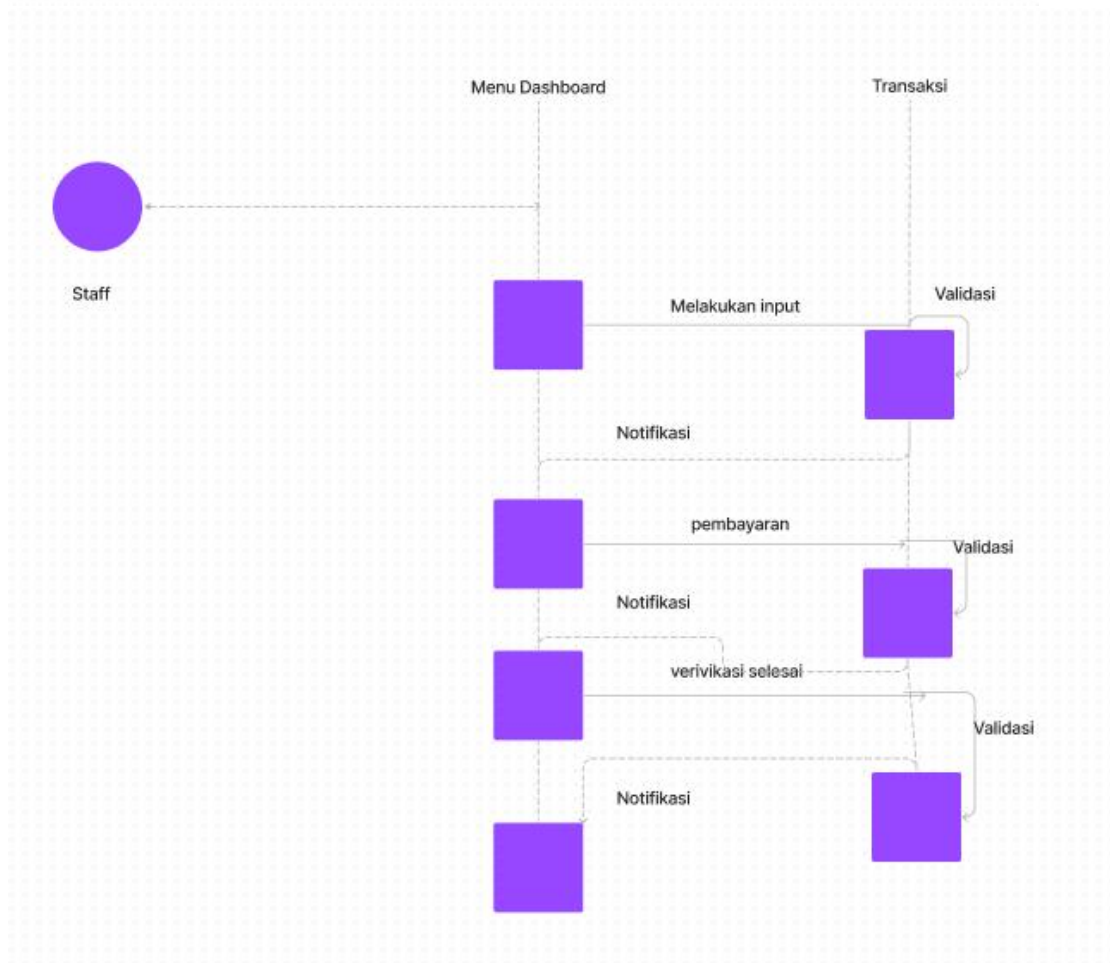 Menu Dashboard
Transaksi
Staff
Melakukan input
Validasi
Notifikasi
pembayaran
Validasi
Notifikasi
verivikasi selesai
Validasi
Notifikasi